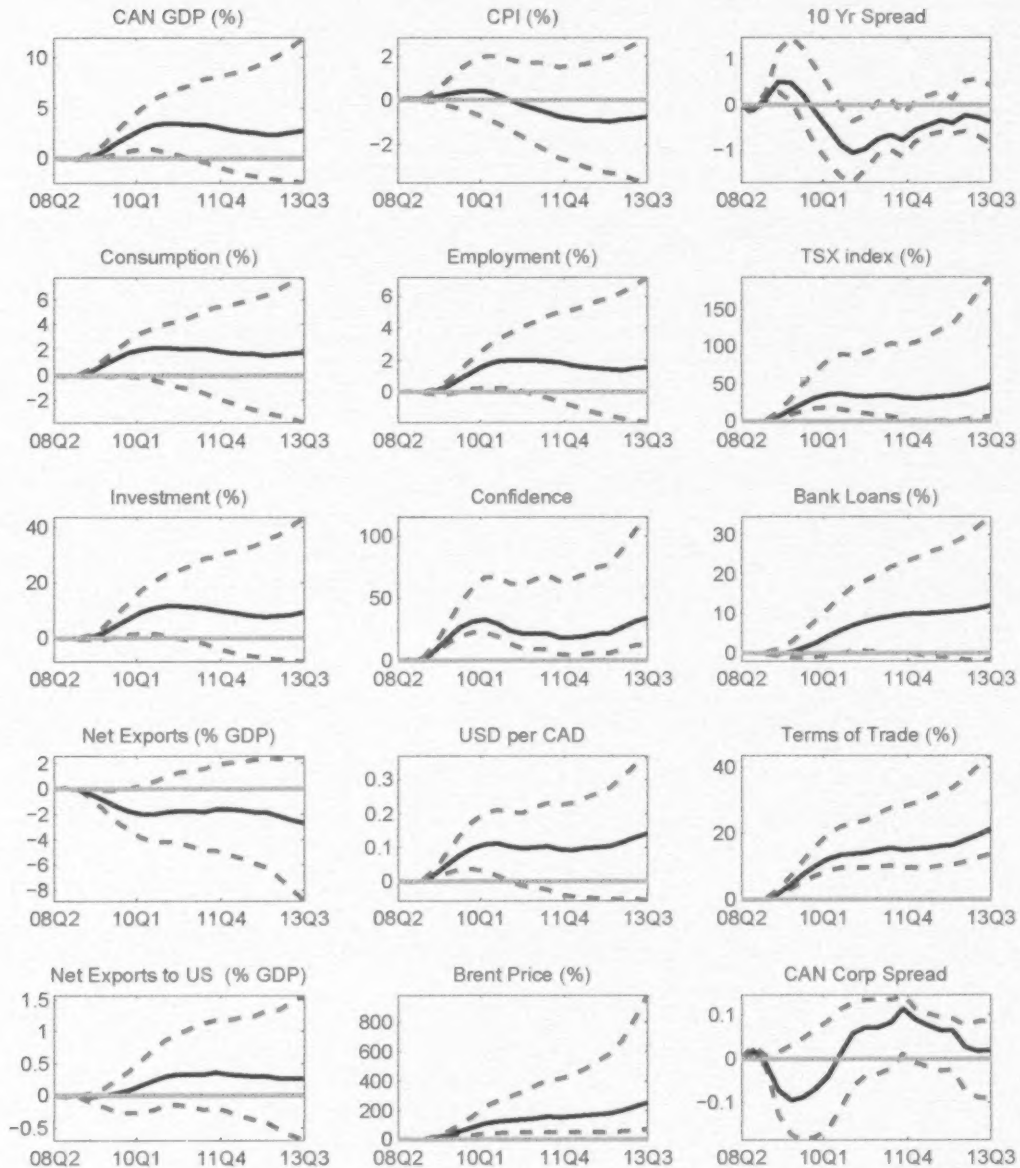 CAN GDP (%) CPI (%) 10 Yr Spread
10 2 1
5 0 0
0 −2 −1
08Q2 10Q1 11Q4 13Q3 08Q2 10Q1 11Q4 13Q3 08Q2 10Q1 11Q4 13Q3
Consumption (%) Employment (%) TSX index (%)
6 6 150
4 4 100
2 2 50
0 0 0
−2
08Q2 10Q1 11Q4 13Q3 08Q2 10Q1 11Q4 13Q3 08Q2 10Q1 11Q4 13Q3
Investment (%) Confidence Bank Loans (%)
40 100 30
20 50 20
0 0 10
0
08Q2 10Q1 11Q4 13Q3 08Q2 10Q1 11Q4 13Q3 08Q2 10Q1 11Q4 13Q3
Net Exports (% GDP) USD per CAD Terms of Trade (%)
2 0.3 40
0 0.2 20
−2 0.1 0
−4 0
−6
−8
08Q2 10Q1 11Q4 13Q3 08Q2 10Q1 11Q4 13Q3 08Q2 10Q1 11Q4 13Q3
Net Exports to US (% GDP) Brent Price (%) CAN Corp Spread
1.5 800 0.1
1 600 0
0.5 400 −0.1
0 200
−0.5 0
08Q2 10Q1 11Q4 13Q3 08Q2 10Q1 11Q4 13Q3 08Q2 10Q1 11Q4 13Q3